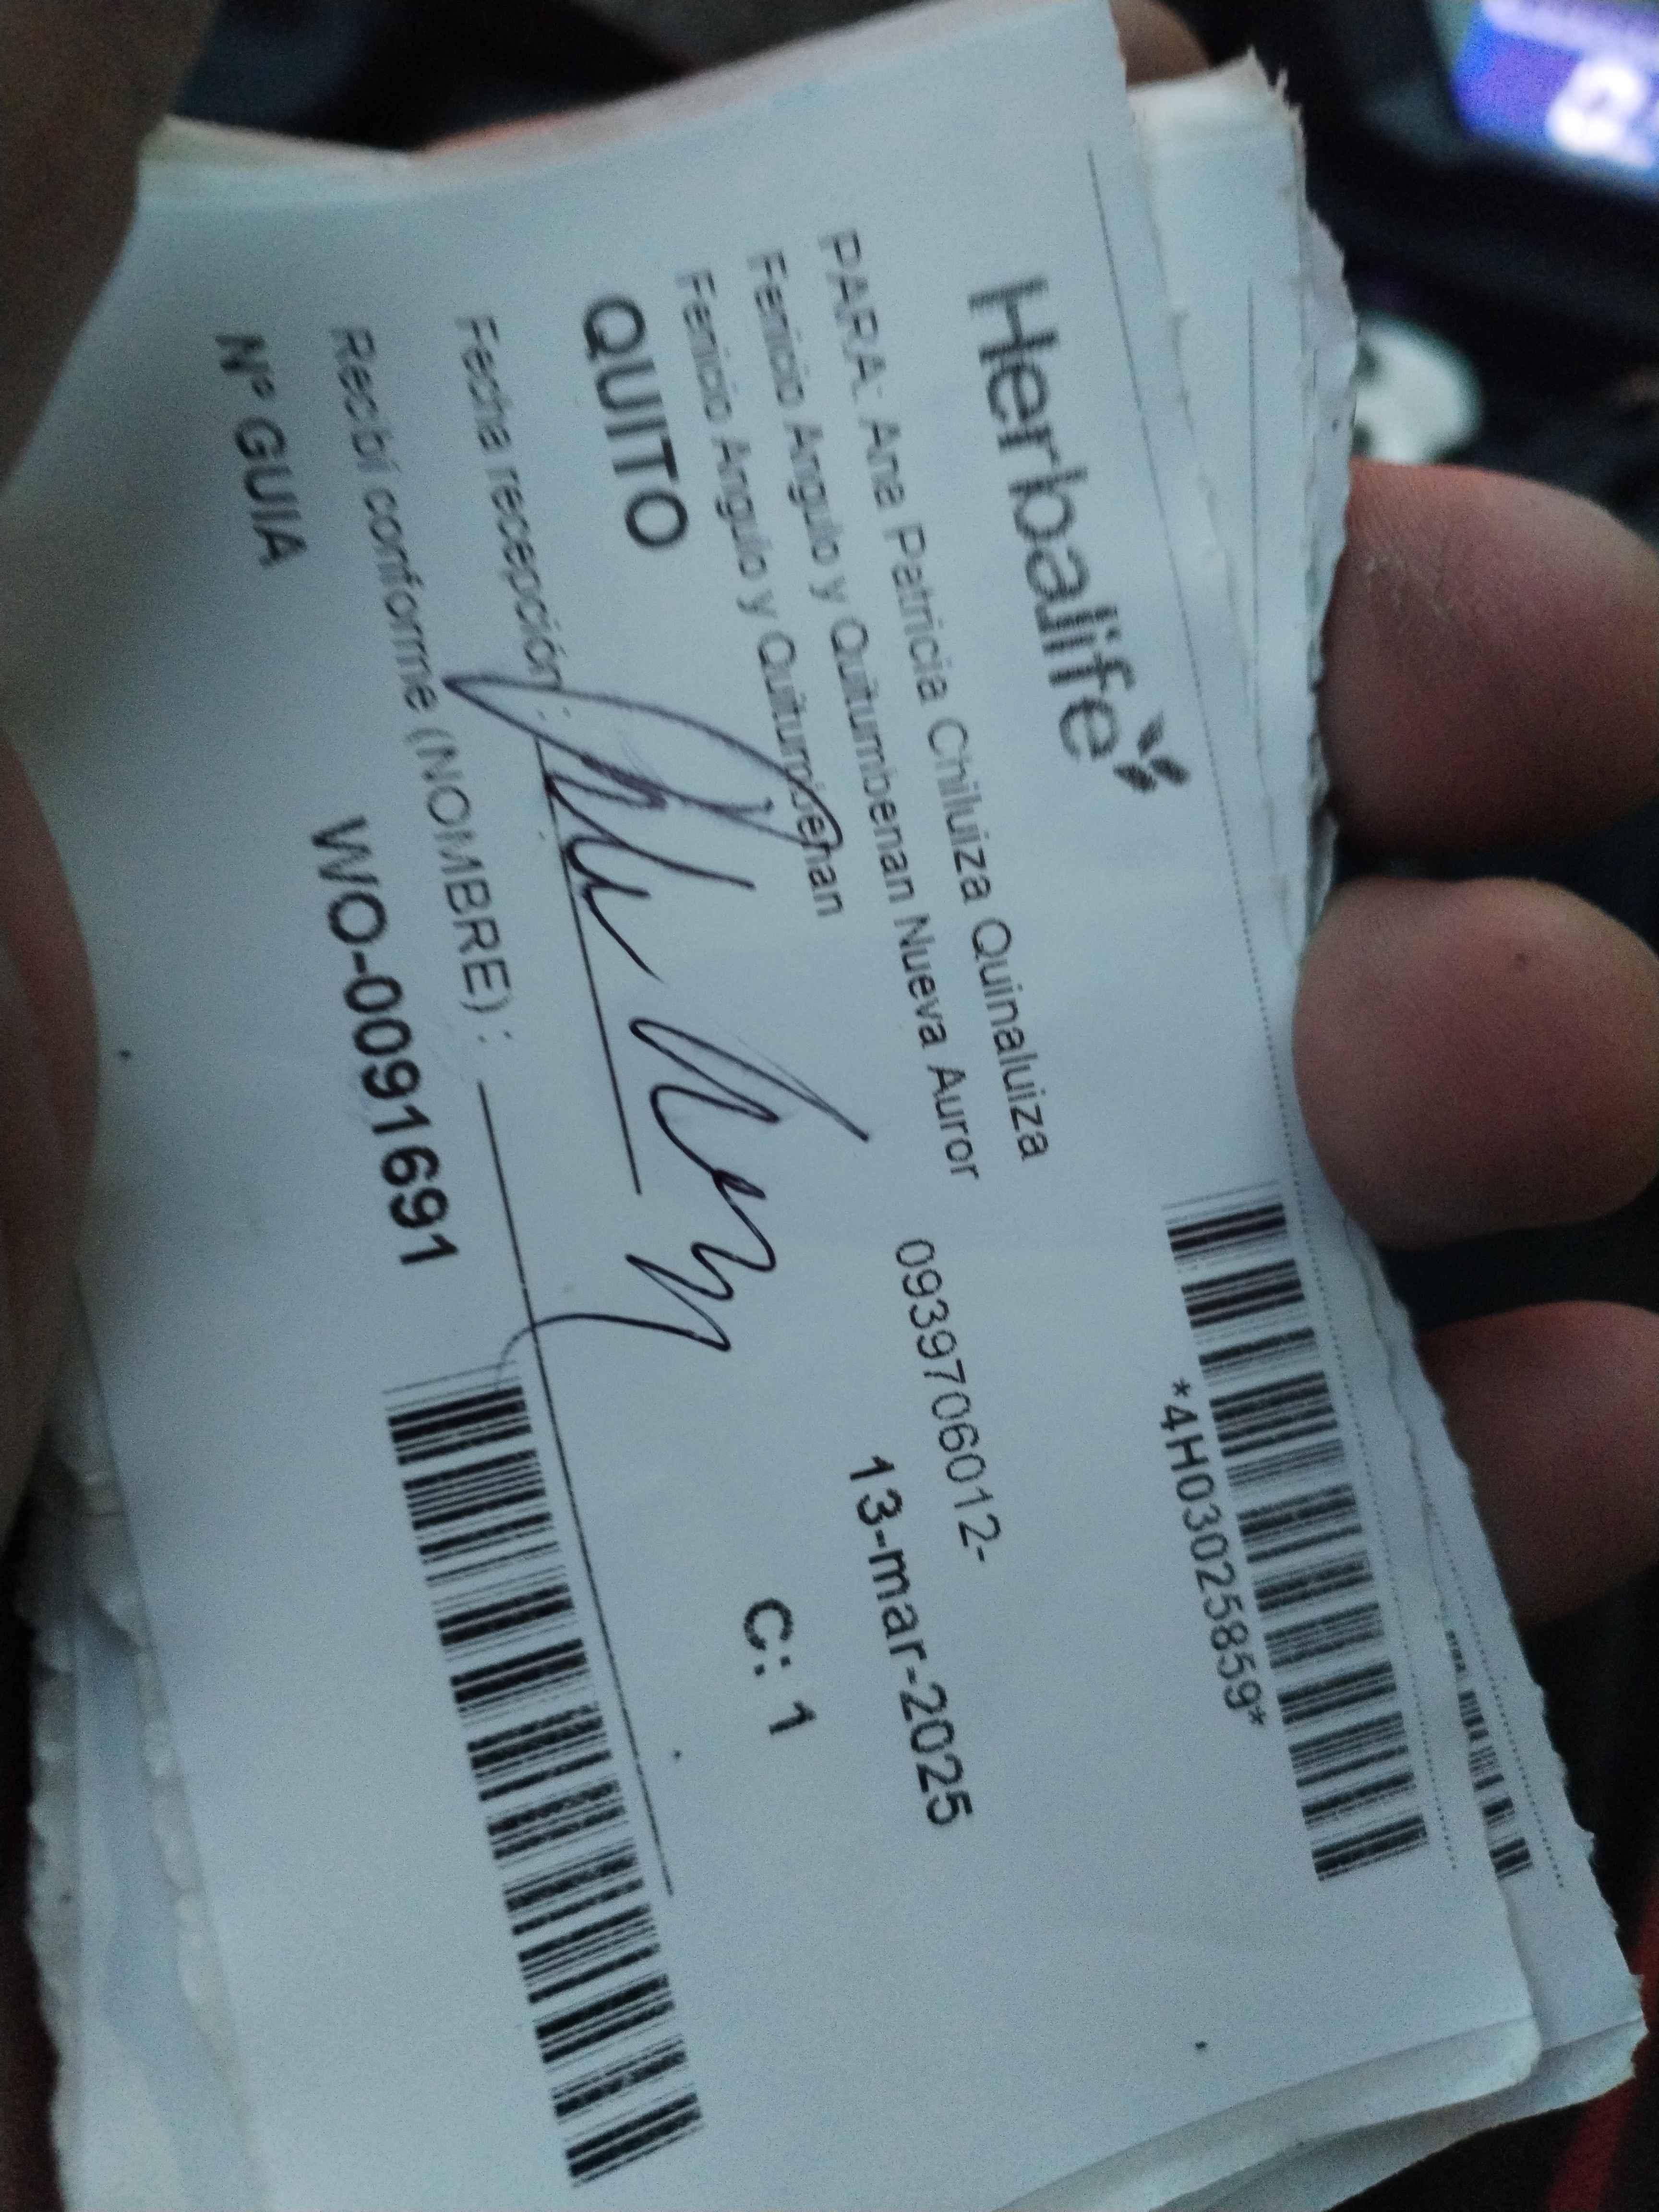 Herbalife
*4H03025859*
PARA: Ana Patricia Chiluiza Quinaluiza
Fenicio Angulo y Quitumbenan Nueva Auror 0939706012-
Fenicio Angulo y Quitumbenan 13-mar-2025
QUITO C: 1
Fecha recepción:
Recibí conforme (NOMBRE) :
Nº GUIA WO-0091691